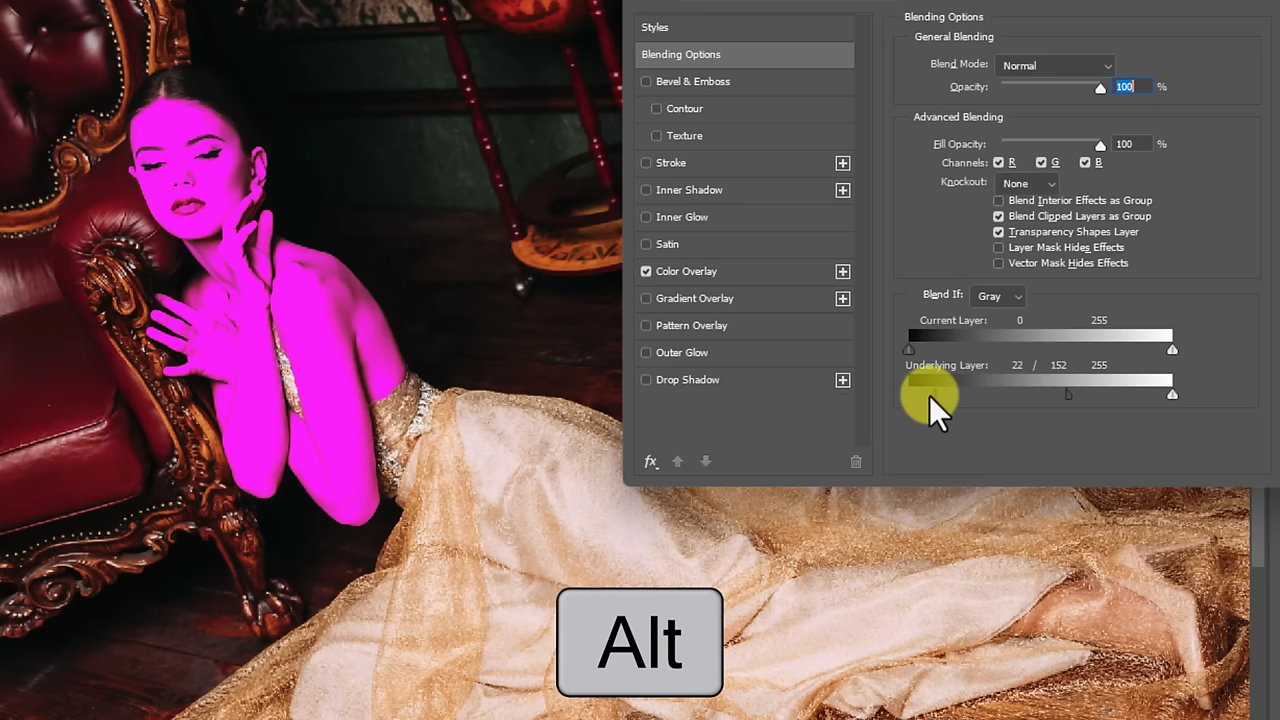 Styles
Blending Options
Bevel & Emboss
Contour
Texture
Stroke
Inner Shadow
Inner Glow
Satin
Color Overlay
Gradient Overlay
Pattern Overlay
Outer Glow
Drop Shadow
fx
Blending Options
General Blending
Blend Mode: Normal
Opacity: 100 %
Advanced Blending
Fill Opacity: 100 %
Channels: R G B
Knockout: None
Blend Interior Effects as Group
Blend Clipped Layers as Group
Transparency Shapes Layer
Layer Mask Hides Effects
Vector Mask Hides Effects
Blend If: Gray
Current Layer: 0 255
Underlying Layer: 22 / 152 255
Alt